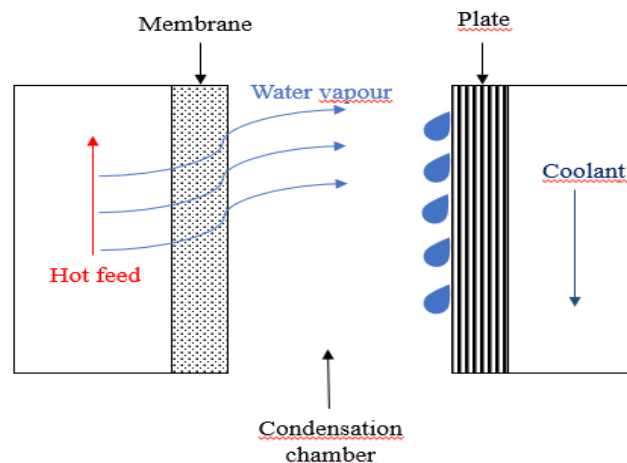 Membrane
Plate
Water vapour
Coolant
Hot feed
Condensation
chamber